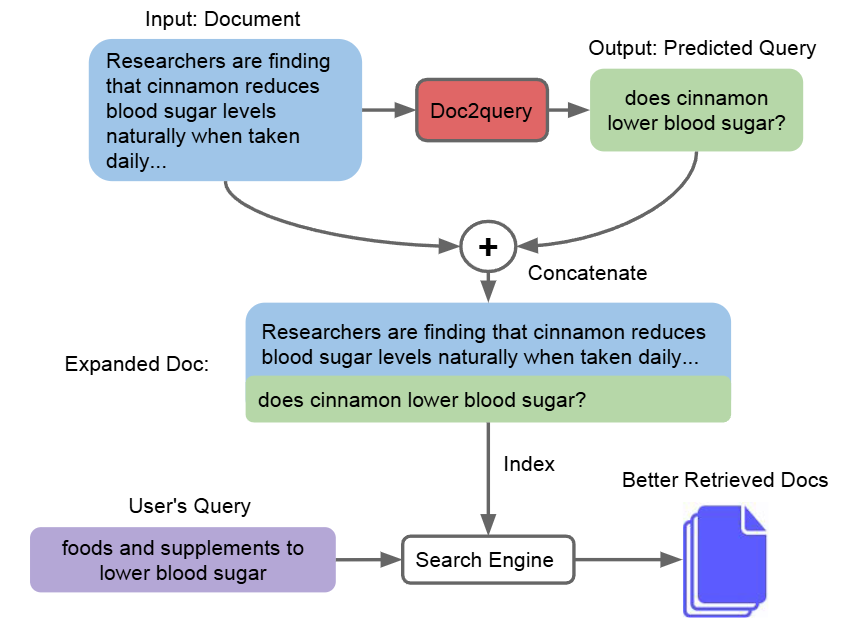 Input: Document
Researchers are finding
that cinnamon reduces
blood sugar levels
naturally when taken
daily...
Doc2query
Output: Predicted Query
does cinnamon
lower blood sugar?
+
Concatenate
Expanded Doc:
Researchers are finding that cinnamon reduces
blood sugar levels naturally when taken daily...
does cinnamon lower blood sugar?
Index
User's Query
foods and supplements to
lower blood sugar
Search Engine
Better Retrieved Docs